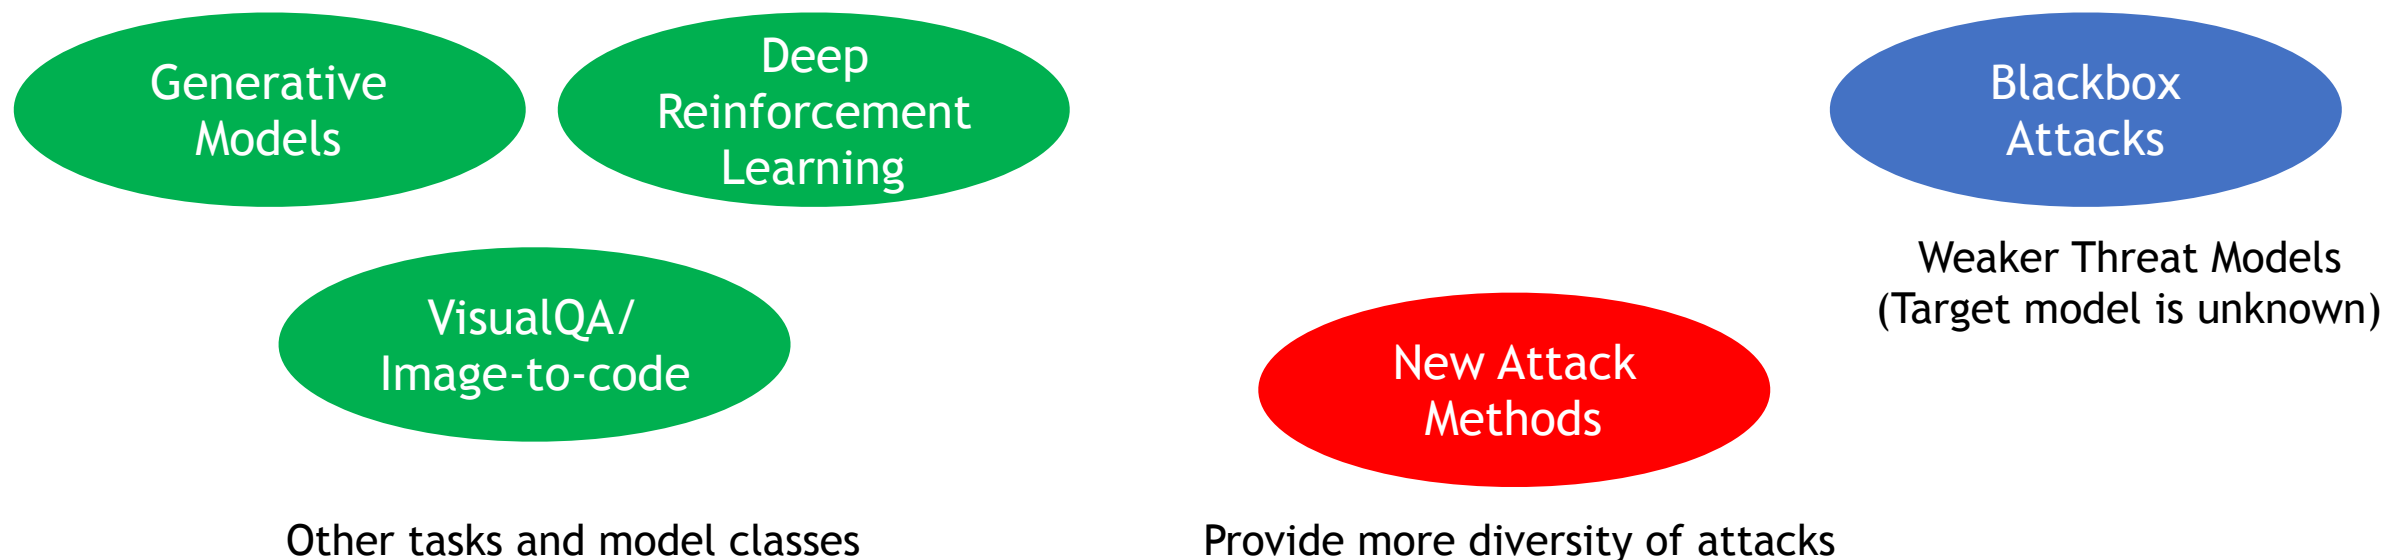 Generative
Models
Deep
Reinforcement
Learning
VisualQA/
Image-to-code
Other tasks and model classes
New Attack
Methods
Provide more diversity of attacks
Blackbox
Attacks
Weaker Threat Models
(Target model is unknown)